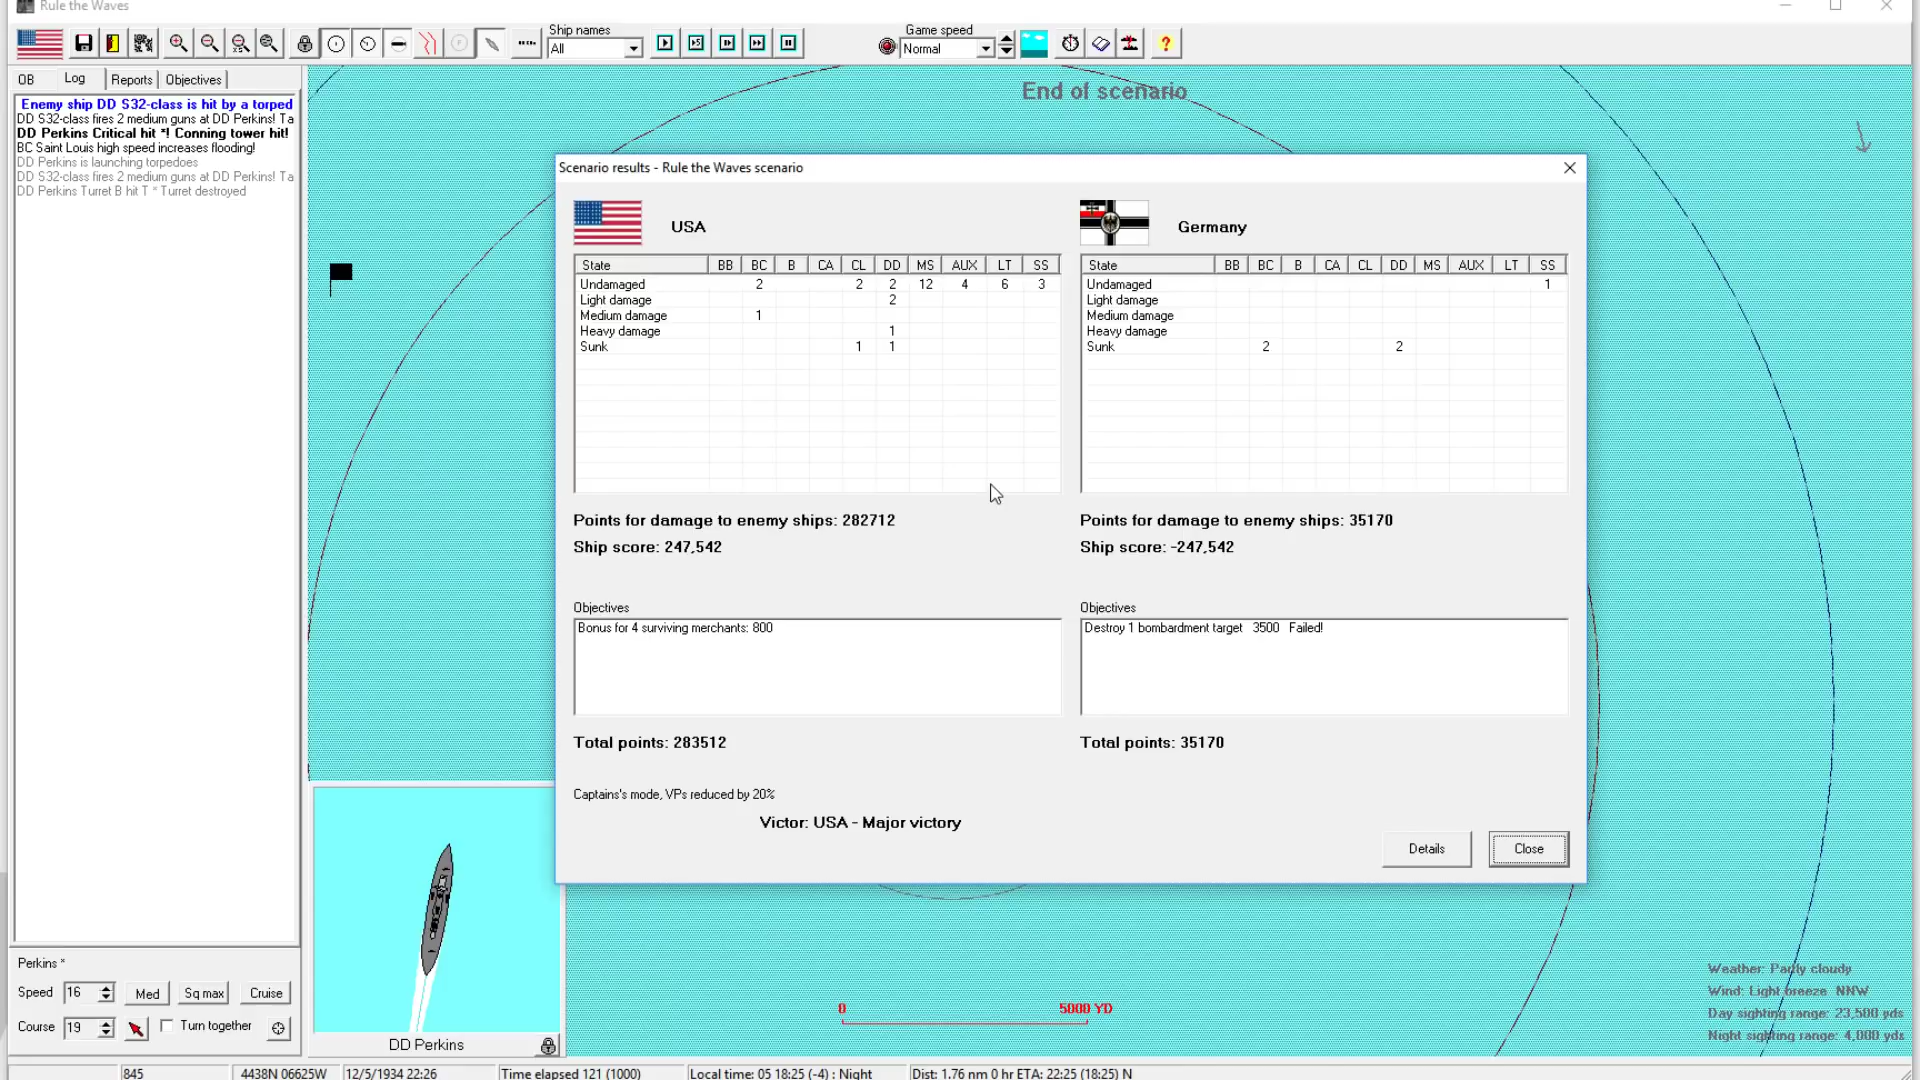 Rule the Waves
Ship names
All
Game speed
Normal
OB Log Reports Objectives
Enemy ship DD S32-class is hit by a torped
DD S32-class fires 2 medium guns at DD Perkins! Ta
DD Perkins Critical hit *! Conning tower hit!
BC Saint Louis high speed increases flooding!
DD Perkins is launching torpedoes
DD S32-class fires 2 medium guns at DD Perkins! Ta
DD Perkins Turret B hit T * Turret destroyed
End of scenario
Scenario results - Rule the Waves scenario
USA
State BB BC B CA CL DD MS AUX LT SS
Undamaged 2 2 2 12 4 6 3
Light damage 2
Medium damage 1
Heavy damage 1
Sunk 1 1
Points for damage to enemy ships: 282712
Ship score: 247,542
Objectives
Bonus for 4 surviving merchants: 800
Total points: 283512
Germany
State BB BC B CA CL DD MS AUX LT SS
Undamaged 1
Light damage
Medium damage
Heavy damage
Sunk 2 2
Points for damage to enemy ships: 35170
Ship score: -247,542
Objectives
Destroy 1 bombardment target 3500 Failed!
Total points: 35170
Captains's mode, VPs reduced by 20%
Victor: USA - Major victory
Details Close
Perkins *
Speed 16 Med Sq max Cruise
Course 19 Turn together
DD Perkins
0 5000 YD
Weather: Partly cloudy
Wind: Light breeze NNW
Day sighting range: 23,500 yds
Night sighting range: 4,000 yds
845 4438N 06625W 12/5/1934 22:26 Time elapsed 121 (1000) Local time: 05 18:25 (-4) : Night Dist: 1.76 nm 0 hr ETA: 22:25 (18:25) N